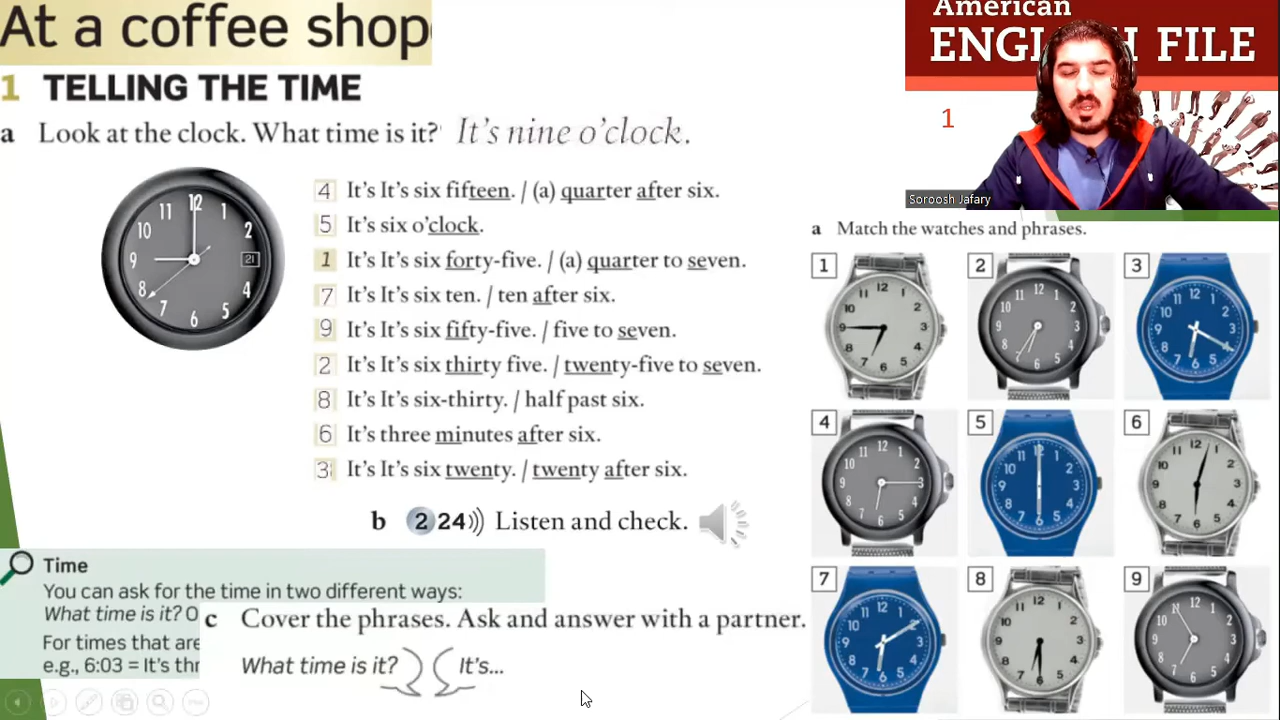 At a coffee shop
1 TELLING THE TIME
a Look at the clock. What time is it? It's nine o'clock.
4 It's It's six fifteen. / (a) quarter after six.
5 It's six o'clock.
1 It's It's six forty-five. / (a) quarter to seven.
7 It's It's six ten. / ten after six.
9 It's It's six fifty-five. / five to seven.
2 It's It's six thirty five. / twenty-five to seven.
8 It's It's six-thirty. / half past six.
6 It's three minutes after six.
3 It's It's six twenty. / twenty after six.
b 2 24 Listen and check.
Time
You can ask for the time in two different ways:
What time is it? O
For times that are
e.g., 6:03 = It's thr
c Cover the phrases. Ask and answer with a partner.
What time is it? It's...
American
ENGLISH FILE
1
Soroosh Jafary
a Match the watches and phrases.
1 2 3
4 5 6
7 8 9